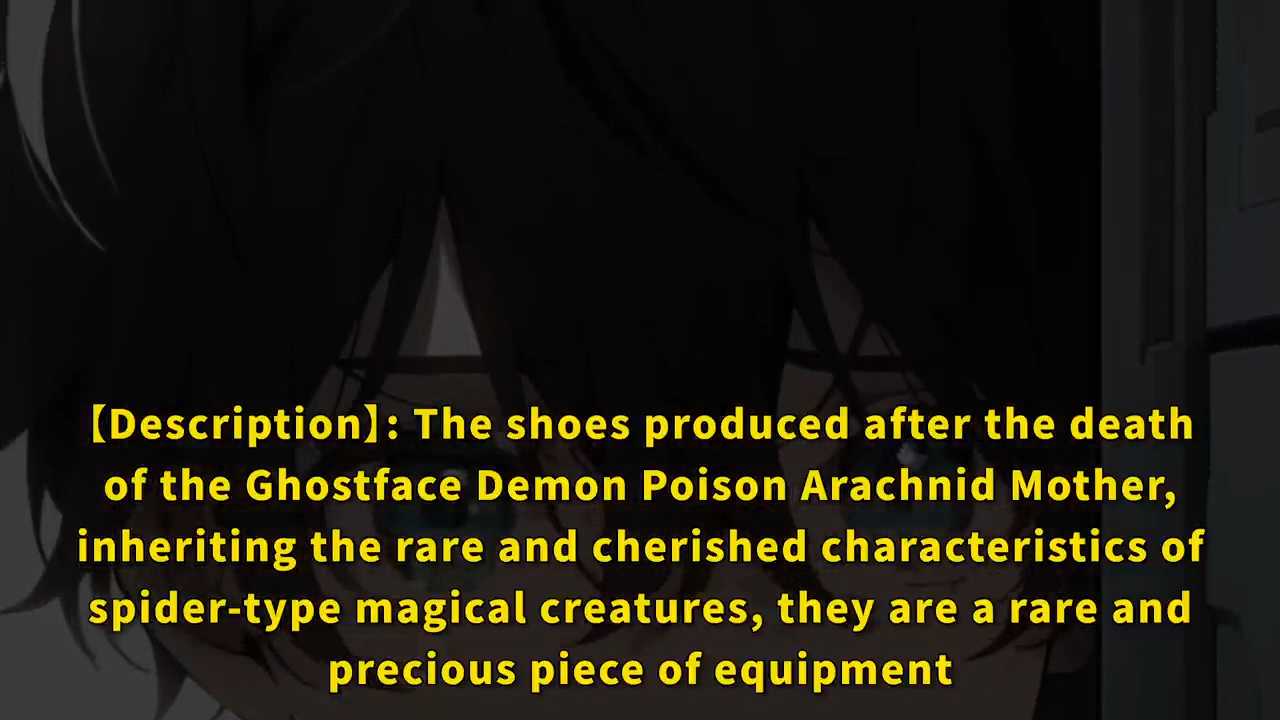 【Description】: The shoes produced after the death
of the Ghostface Demon Poison Arachnid Mother,
inheriting the rare and cherished characteristics of
spider-type magical creatures, they are a rare and
precious piece of equipment